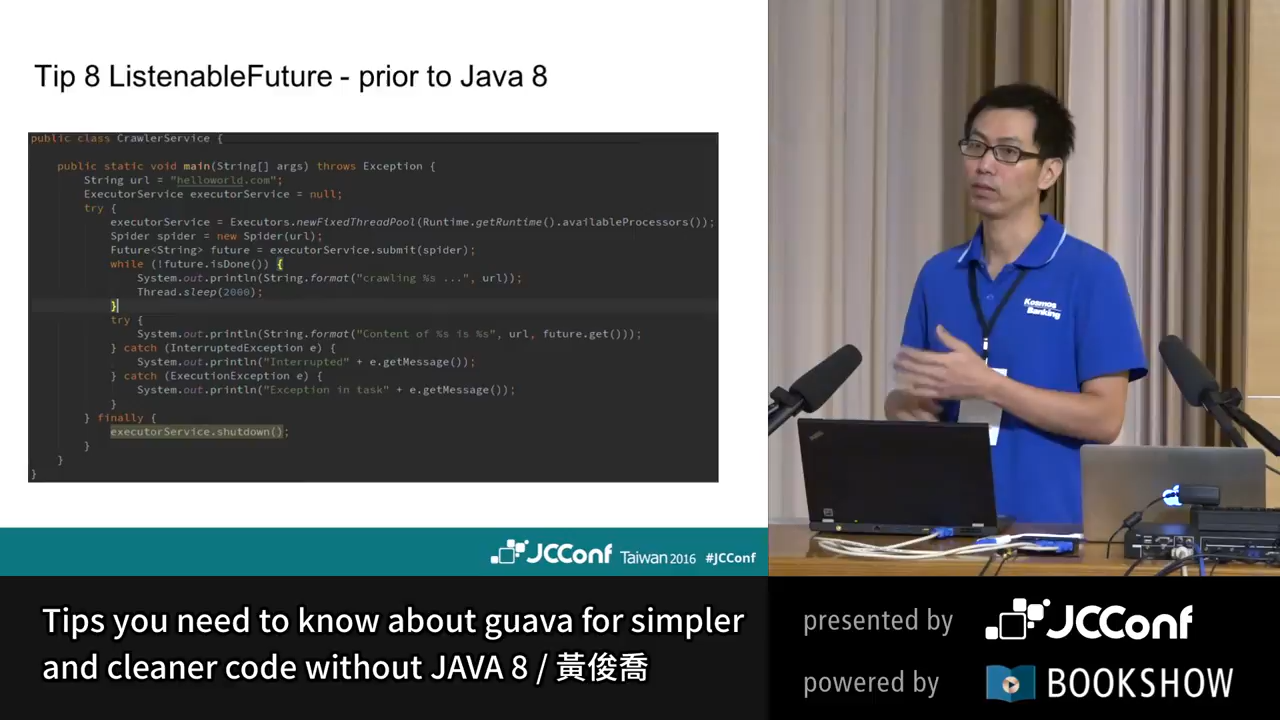 Tip 8 ListenableFuture - prior to Java 8
public class CrawlerService {
public static void main(String[] args) throws Exception {
String url = "helloworld.com";
ExecutorService executorService = null;
try {
executorService = Executors.newFixedThreadPool(Runtime.getRuntime().availableProcessors());
Spider spider = new Spider(url);
Future<String> future = executorService.submit(spider);
while (!future.isDone()) {
System.out.println(String.format("crawling %s ...", url));
Thread.sleep(2000);
}
try {
System.out.println(String.format("Content of %s is %s", url, future.get()));
} catch (InterruptedException e) {
System.out.println("Interrupted" + e.getMessage());
} catch (ExecutionException e) {
System.out.println("Exception in task" + e.getMessage());
}
} finally {
executorService.shutdown();
}
}
}
JCConf Taiwan 2016 #JCConf
Kosmos
Banking
Tips you need to know about guava for simpler
and cleaner code without JAVA 8 / 黃俊喬
presented by JCConf
powered by BOOKSHOW